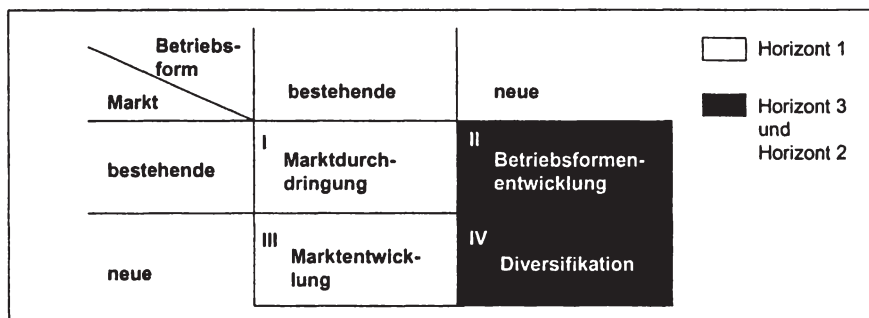 Betriebs-
form
Markt
bestehende
neue
Horizont 1
Horizont 3
und
Horizont 2
bestehende
I
Marktdurch-
dringung
II
Betriebsformen-
entwicklung
neue
III
Marktentwick-
lung
IV
Diversifikation